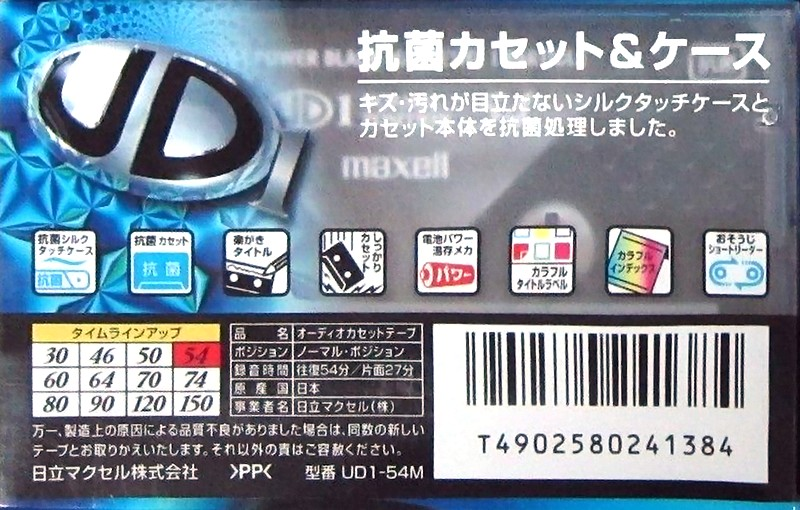 UD I
POWER BLA
抗菌カセット&ケース
キズ・汚れが目立たないシルクタッチケースと
カセット本体を抗菌処理しました。
UD1
maxell
抗菌シルク
タッチケース
抗菌
抗菌カセット
抗菌
楽がき
タイトル
しっかり
カセット
電池パワー
温存メカ
パワー
カラフル
タイトルラベル
カラフル
インデックス
おそうじ
ショートリーダー
タイムラインアップ
30 46 50 54
60 64 70 74
80 90 120 150
品名 オーディオカセットテープ
ポジション ノーマル・ポジション
録音時間 往復54分/片面27分
原産国 日本
事業者名 日立マクセル(株)
万一、製造上の原因による品質不良がありました場合は、同数の新しい
テープとお取りかえいたします。それ以外の責はご容赦ください。
日立マクセル株式会社 >PP< 型番 UD1-54M
T4902580241384